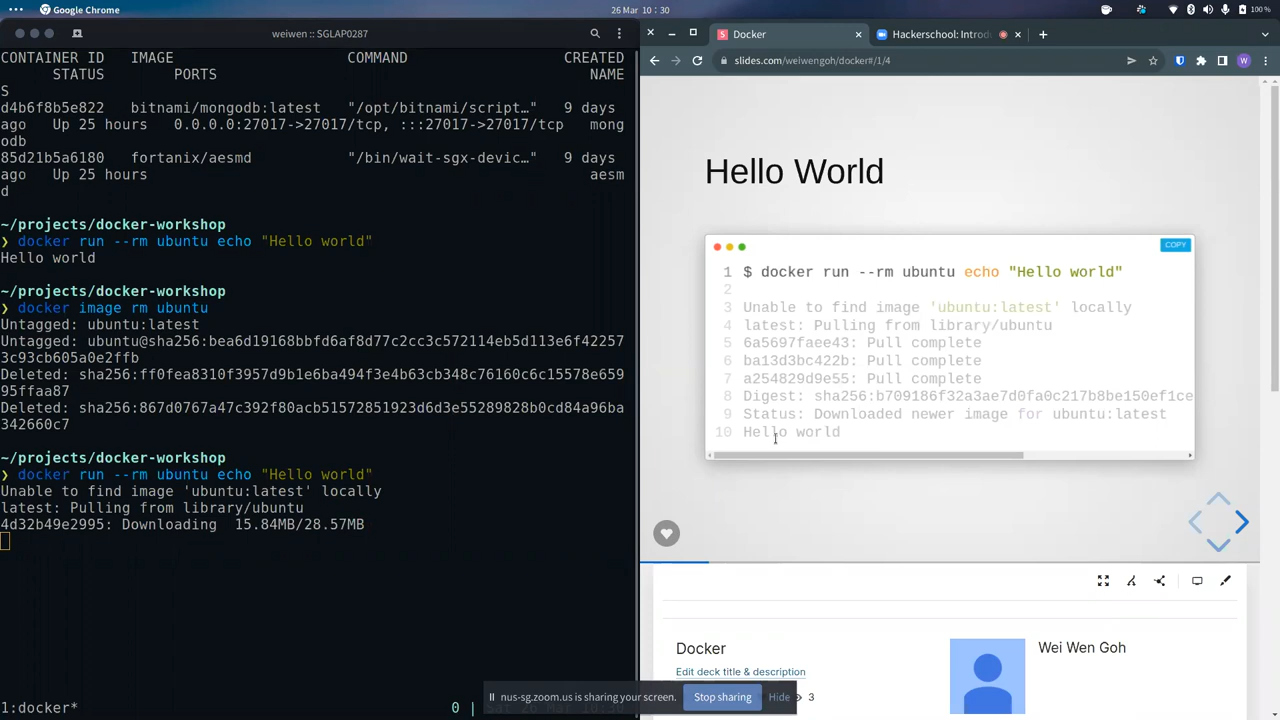 Google Chrome
26 Mar 10:30
100 %
weiwen :: SGLAP0287
CONTAINER ID   IMAGE                    COMMAND                  CREATED
      STATUS         PORTS                                              NAME
S
d4b6f8b5e822   bitnami/mongodb:latest   "/opt/bitnami/script…"   9 days
ago   Up 25 hours   0.0.0.0:27017->27017/tcp, :::27017->27017/tcp   mong
odb
85d21b5a6180   fortanix/aesmd           "/bin/wait-sgx-devic…"   9 days
ago   Up 25 hours                                                   aesm
d
~/projects/docker-workshop
❯ docker run --rm ubuntu echo "Hello world"
Hello world
~/projects/docker-workshop
❯ docker image rm ubuntu
Untagged: ubuntu:latest
Untagged: ubuntu@sha256:bea6d19168bbfd6af8d77c2cc3c572114eb5d113e6f42257
3c93cb605a0e2ffb
Deleted: sha256:ff0fea8310f3957d9b1e6ba494f3e4b63cb348c76160c6c15578e659
95ffaa87
Deleted: sha256:867d0767a47c392f80acb51572851923d6d3e55289828b0cd84a96ba
342660c7
~/projects/docker-workshop
❯ docker run --rm ubuntu echo "Hello world"
Unable to find image 'ubuntu:latest' locally
latest: Pulling from library/ubuntu
4d32b49e2995: Downloading  15.84MB/28.57MB
1:docker*
0 |
Docker
Hackerschool: Introd
slides.com/weiwengoh/docker#/1/4
W
Hello World
COPY
1 $ docker run --rm ubuntu echo "Hello world"
2
3 Unable to find image 'ubuntu:latest' locally
4 latest: Pulling from library/ubuntu
5 6a5697faee43: Pull complete
6 ba13d3bc422b: Pull complete
7 a254829d9e55: Pull complete
8 Digest: sha256:b709186f32a3ae7d0fa0c217b8be150ef1ce
9 Status: Downloaded newer image for ubuntu:latest
10 Hello world
Docker
Edit deck title & description
3
Wei Wen Goh
nus-sg.zoom.us is sharing your screen.
Stop sharing
Hide